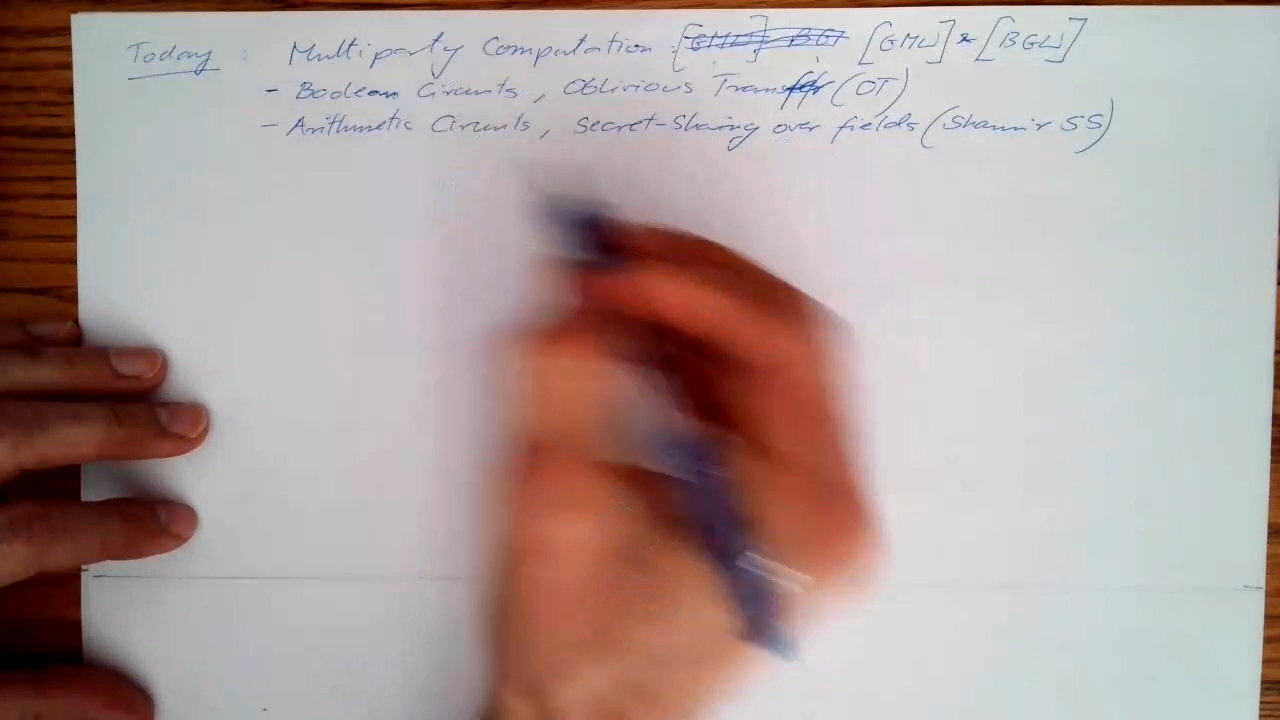 Today : Multiparty Computation : [GMW] & [BGW]
- Boolean Circuits, Oblivious Transfer (OT)
- Arithmetic Circuits, Secret-Sharing over fields (Shamir SS)